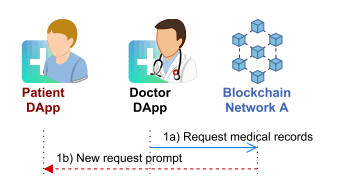 Patient
DApp
Doctor
DApp
Blockchain
Network A
1a) Request medical records
1b) New request prompt